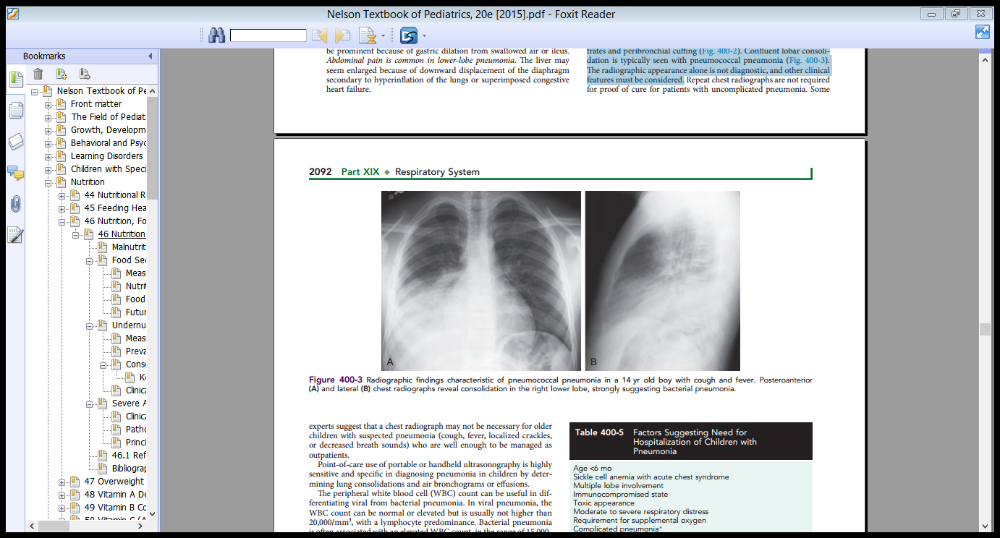 Nelson Textbook of Pediatrics, 20e [2015].pdf - Foxit Reader
Bookmarks
Nelson Textbook of Pe
Front matter
The Field of Pediat
Growth, Developm
Behavioral and Psyc
Learning Disorders
Children with Speci
Nutrition
44 Nutritional R
45 Feeding Hea
46 Nutrition, Fo
46 Nutrition
Malnutrit
Food Se
Meas
Nutri
Food
Futur
Undernu
Meas
Preva
Cons
K
Clinica
Severe A
Clinica
Patho
Princi
46.1 Ref
Bibliograp
47 Overweight
48 Vitamin A De
49 Vitamin B Co
50 Vitamin C (A
be prominent because of gastric dilation from swallowed air or ileus.
Abdominal pain is common in lower-lobe pneumonia. The liver may
seem enlarged because of downward displacement of the diaphragm
secondary to hyperinflation of the lungs or superimposed congestive
heart failure.
trates and peribronchial cuffing (Fig. 400-2). Confluent lobar consoli-
dation is typically seen with pneumococcal pneumonia (Fig. 400-3).
The radiographic appearance alone is not diagnostic, and other clinical
features must be considered. Repeat chest radiographs are not required
for proof of cure for patients with uncomplicated pneumonia. Some
2092 Part XIX ◆ Respiratory System
A
B
Figure 400-3 Radiographic findings characteristic of pneumococcal pneumonia in a 14 yr old boy with cough and fever. Posteroanterior
(A) and lateral (B) chest radiographs reveal consolidation in the right lower lobe, strongly suggesting bacterial pneumonia.
experts suggest that a chest radiograph may not be necessary for older
children with suspected pneumonia (cough, fever, localized crackles,
or decreased breath sounds) who are well enough to be managed as
outpatients.
Point-of-care use of portable or handheld ultrasonography is highly
sensitive and specific in diagnosing pneumonia in children by deter-
mining lung consolidations and air bronchograms or effusions.
The peripheral white blood cell (WBC) count can be useful in dif-
ferentiating viral from bacterial pneumonia. In viral pneumonia, the
WBC count can be normal or elevated but is usually not higher than
20,000/mm³, with a lymphocyte predominance. Bacterial pneumonia
is often associated with an elevated WBC count, in the range of 15,000-
Table 400-5 Factors Suggesting Need for
Hospitalization of Children with
Pneumonia
Age <6 mo
Sickle cell anemia with acute chest syndrome
Multiple lobe involvement
Immunocompromised state
Toxic appearance
Moderate to severe respiratory distress
Requirement for supplemental oxygen
Complicated pneumonia*